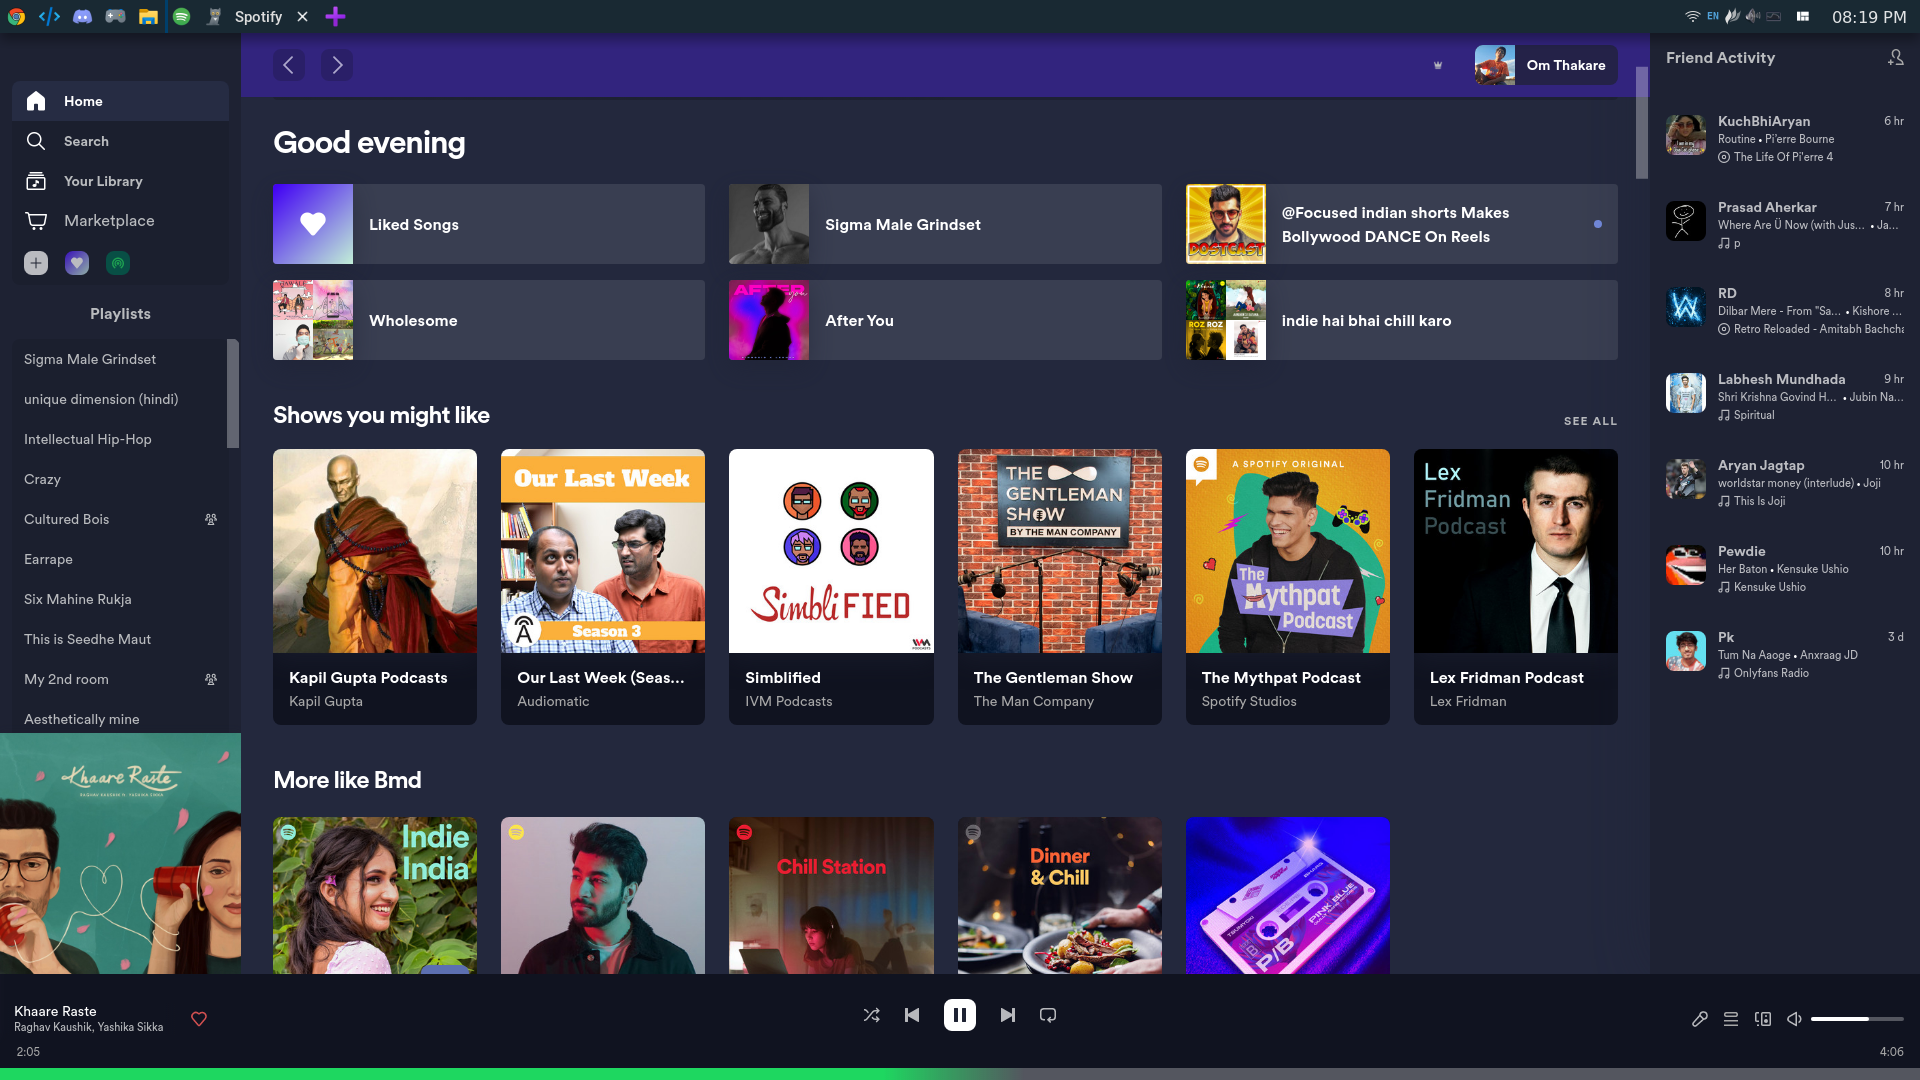 Spotify
EN
08:19 PM
Home
Search
Your Library
Marketplace
Playlists
Sigma Male Grindset
unique dimension (hindi)
Intellectual Hip-Hop
Crazy
Cultured Bois
Earrape
Six Mahine Rukja
This is Seedhe Maut
My 2nd room
Aesthetically mine
Khaare Raste
Om Thakare
Good evening
Liked Songs
Sigma Male Grindset
DOSTCAST
@Focused indian shorts Makes
Bollywood DANCE On Reels
Wholesome
AFTER
you
After You
ROZ ROZ
indie hai bhai chill karo
Shows you might like
SEE ALL
Our Last Week
Season 3
Simbli FIED
IVM
PODCASTS
THE
GENTLEMAN
SHOW
BY THE MAN COMPANY
A SPOTIFY ORIGINAL
The
Mythpat
Podcast
Lex
Fridman
Podcast
Kapil Gupta Podcasts
Kapil Gupta
Our Last Week (Seas...
Audiomatic
Simblified
IVM Podcasts
The Gentleman Show
The Man Company
The Mythpat Podcast
Spotify Studios
Lex Fridman Podcast
Lex Fridman
More like Bmd
Indie
India
Chill Station
Dinner
& Chill
PINK BLUE
P/B
Friend Activity
KuchBhiAryan
6 hr
Routine • Pi'erre Bourne
The Life Of Pi'erre 4
Prasad Aherkar
7 hr
Where Are Ü Now (with Jus... • Ja...
p
RD
8 hr
Dilbar Mere - From "Sa... • Kishore ...
Retro Reloaded - Amitabh Bachcha
Labhesh Mundhada
9 hr
Shri Krishna Govind H... • Jubin Na...
Spiritual
Aryan Jagtap
10 hr
worldstar money (interlude) • Joji
This Is Joji
Pewdie
10 hr
Her Baton • Kensuke Ushio
Kensuke Ushio
Pk
3 d
Tum Na Aaoge • Anxraag JD
Onlyfans Radio
Khaare Raste
Raghav Kaushik, Yashika Sikka
2:05
4:06